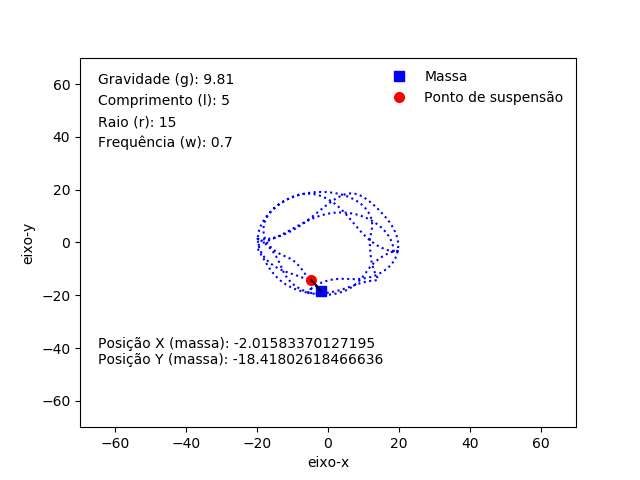 Gravidade (g): 9.81
Comprimento (l): 5
Raio (r): 15
Frequência (w): 0.7
Massa
Ponto de suspensão
60
40
20
0
−20
−40
−60
eixo-y
Posição X (massa): -2.01583370127195
Posição Y (massa): -18.41802618466636
−60
−40
−20
0
20
40
60
eixo-x